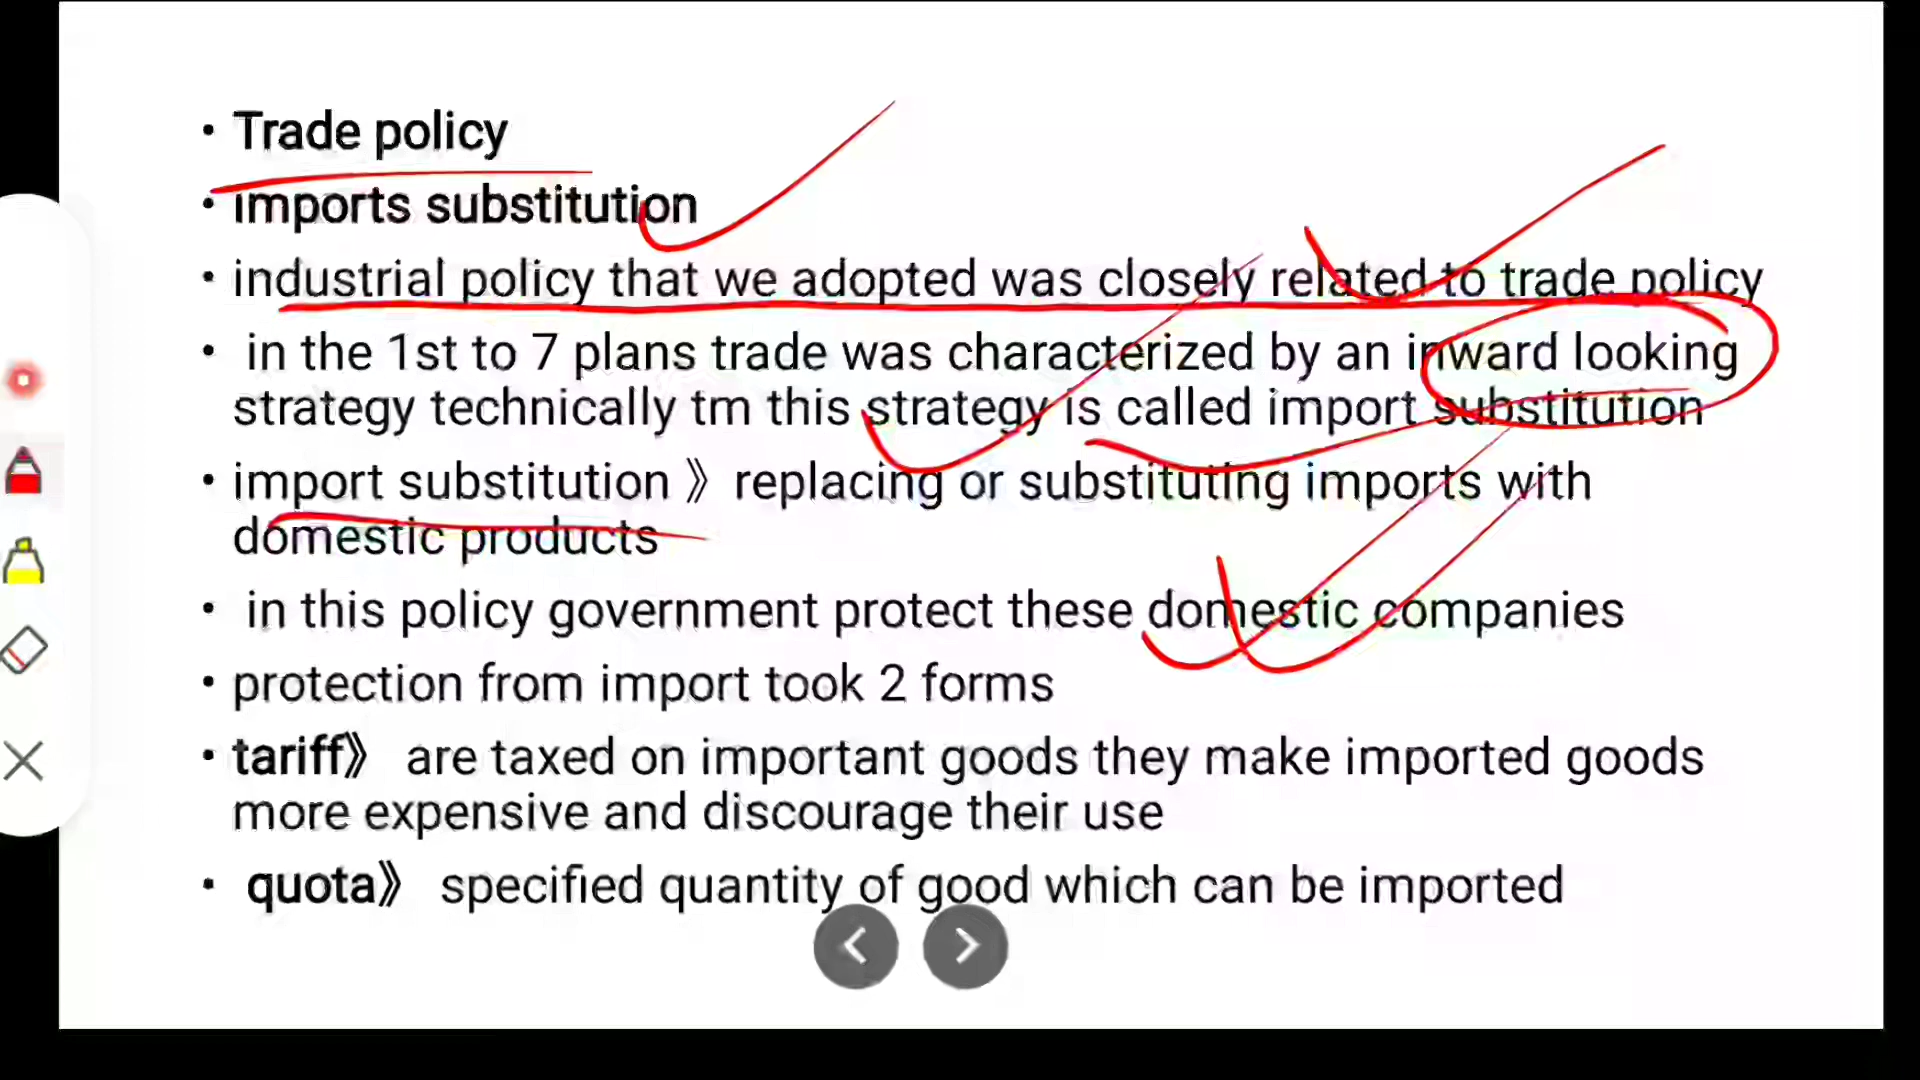 • Trade policy
• imports substitution
• industrial policy that we adopted was closely related to trade policy
• in the 1st to 7 plans trade was characterized by an inward looking
strategy technically tm this strategy is called import substitution
• import substitution 》 replacing or substituting imports with
domestic products
• in this policy government protect these domestic companies
• protection from import took 2 forms
• tariff》 are taxed on important goods they make imported goods
more expensive and discourage their use
• quota》 specified quantity of good which can be imported